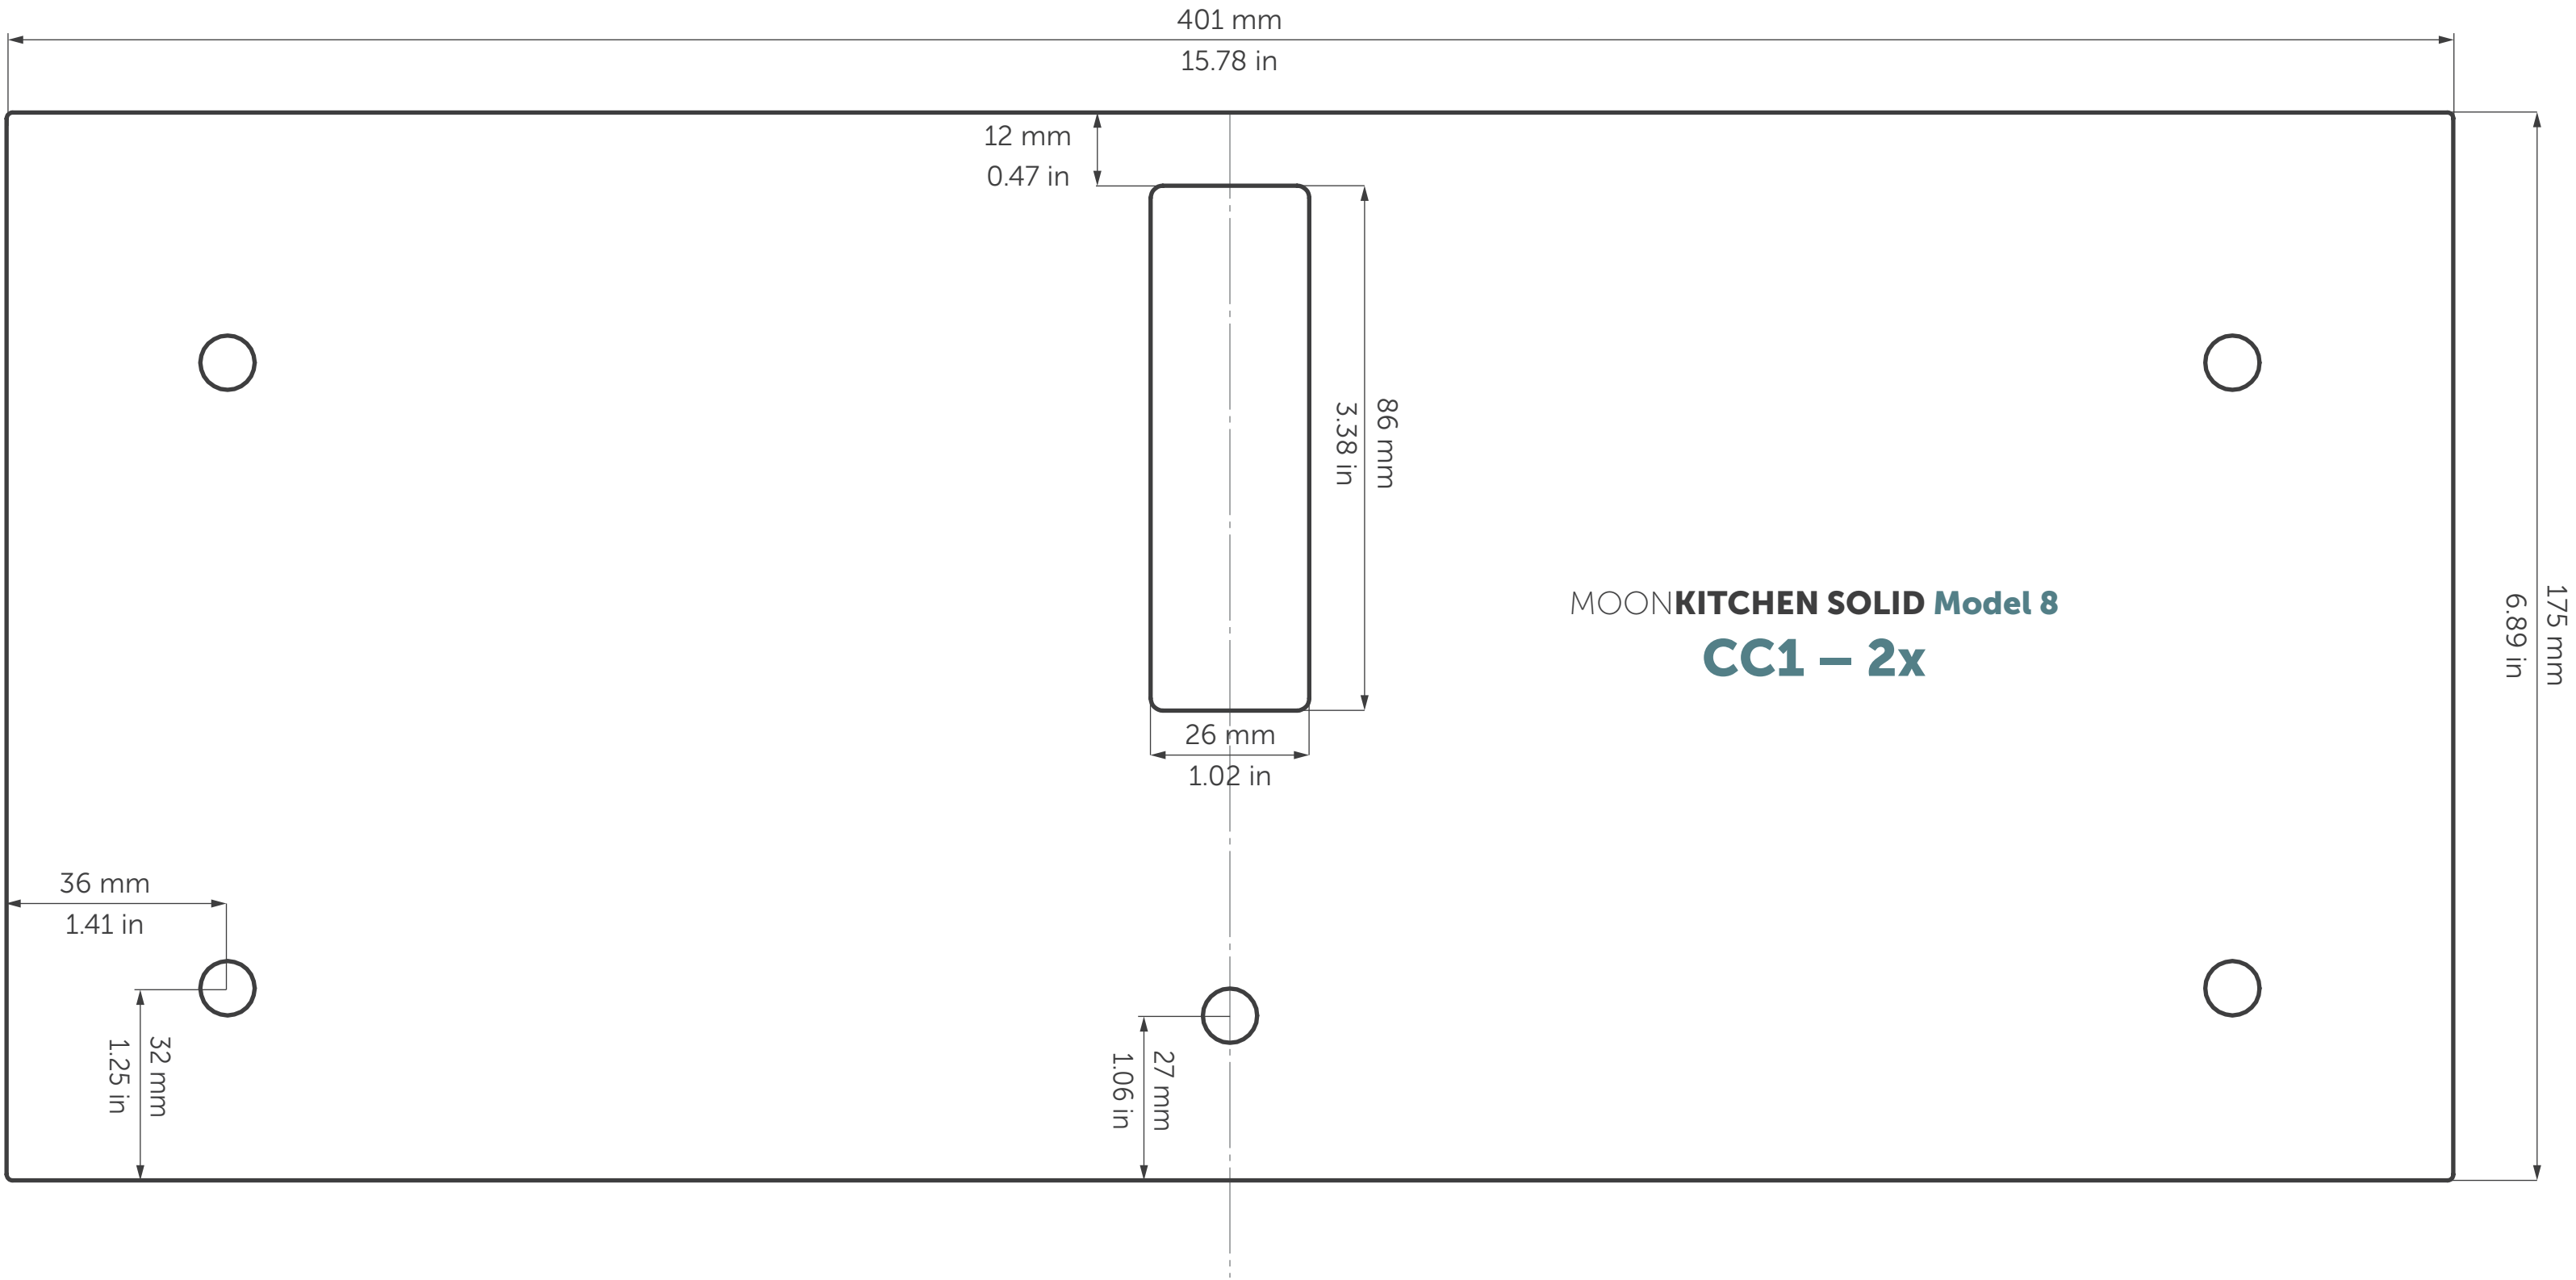 401 mm
15.78 in
12 mm
0.47 in
86 mm
3.38 in
MOONKITCHEN SOLID Model 8
CC1 – 2x
175 mm
6.89 in
26 mm
1.02 in
36 mm
1.41 in
32 mm
1.25 in
27 mm
1.06 in